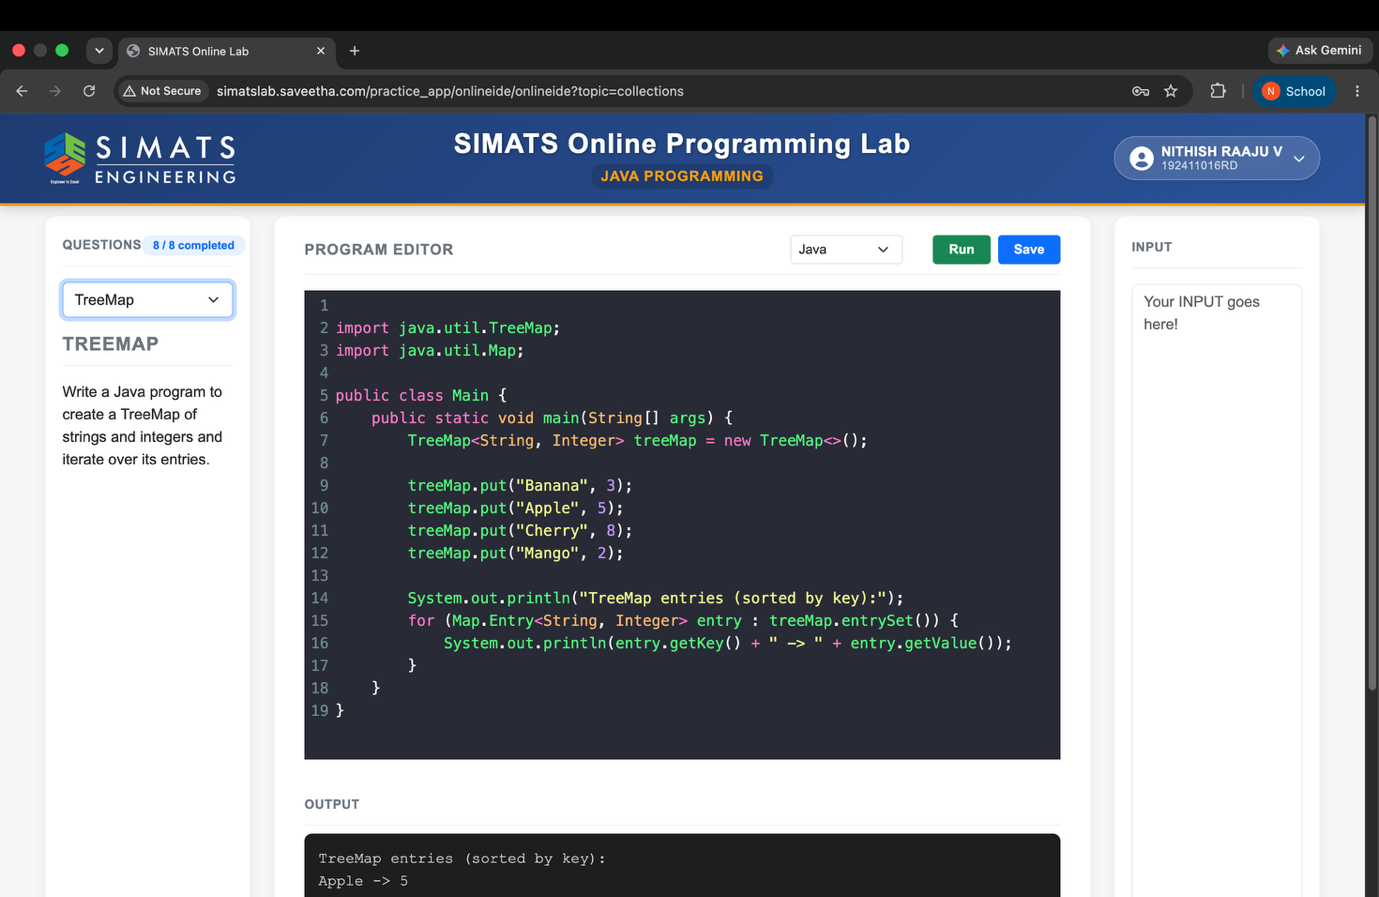 SIMATS Online Lab
Ask Gemini
Not Secure
simatslab.saveetha.com/practice_app/onlineide/onlineide?topic=collections
N School
SIMATS
ENGINEERING
Engineer to Excel
SIMATS Online Programming Lab
JAVA PROGRAMMING
NITHISH RAAJU V
192411016RD
QUESTIONS 8 / 8 completed
TreeMap
TREEMAP
Write a Java program to
create a TreeMap of
strings and integers and
iterate over its entries.
PROGRAM EDITOR
Java
Run
Save
1
2 import java.util.TreeMap;
3 import java.util.Map;
4
5 public class Main {
6     public static void main(String[] args) {
7         TreeMap<String, Integer> treeMap = new TreeMap<>();
8
9         treeMap.put("Banana", 3);
10         treeMap.put("Apple", 5);
11         treeMap.put("Cherry", 8);
12         treeMap.put("Mango", 2);
13
14         System.out.println("TreeMap entries (sorted by key):");
15         for (Map.Entry<String, Integer> entry : treeMap.entrySet()) {
16             System.out.println(entry.getKey() + " -> " + entry.getValue());
17         }
18     }
19 }
OUTPUT
TreeMap entries (sorted by key):
Apple -> 5
INPUT
Your INPUT goes
here!